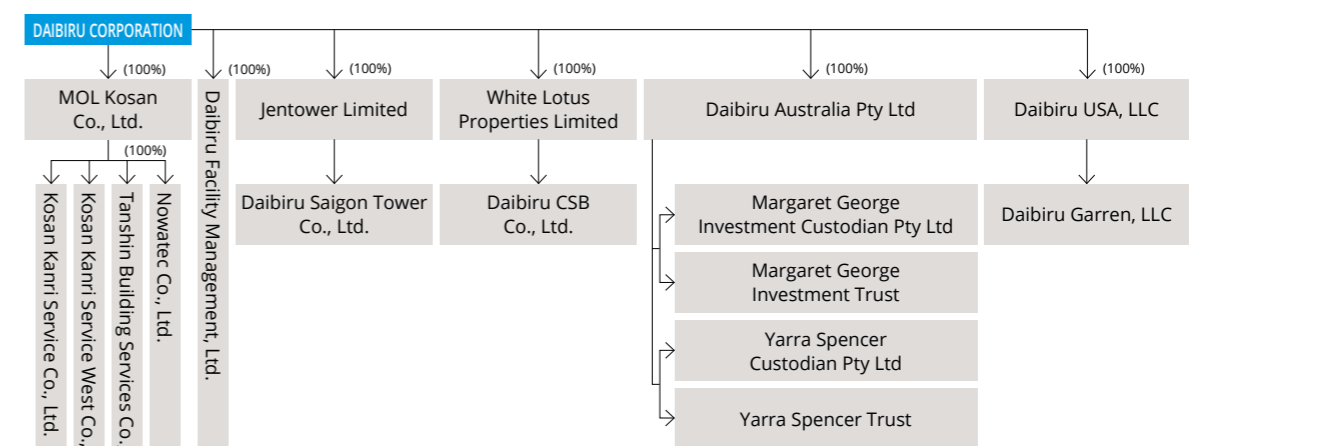 DAIBIRU CORPORATION
(100%)
(100%)
(100%)
(100%)
(100%)
(100%)
MOL Kosan
Co., Ltd.
Daibiru Facility Management, Ltd.
Jentower Limited
White Lotus
Properties Limited
Daibiru Australia Pty Ltd
Daibiru USA, LLC
(100%)
Kosan Kanri Service Co., Ltd.
Kosan Kanri Service West Co.,
Tanshin Building Services Co.
Nowatec Co., Ltd.
Daibiru Saigon Tower
Co., Ltd.
Daibiru CSB
Co., Ltd.
Margaret George
Investment Custodian Pty Ltd
Margaret George
Investment Trust
Yarra Spencer
Custodian Pty Ltd
Yarra Spencer Trust
Daibiru Garren, LLC